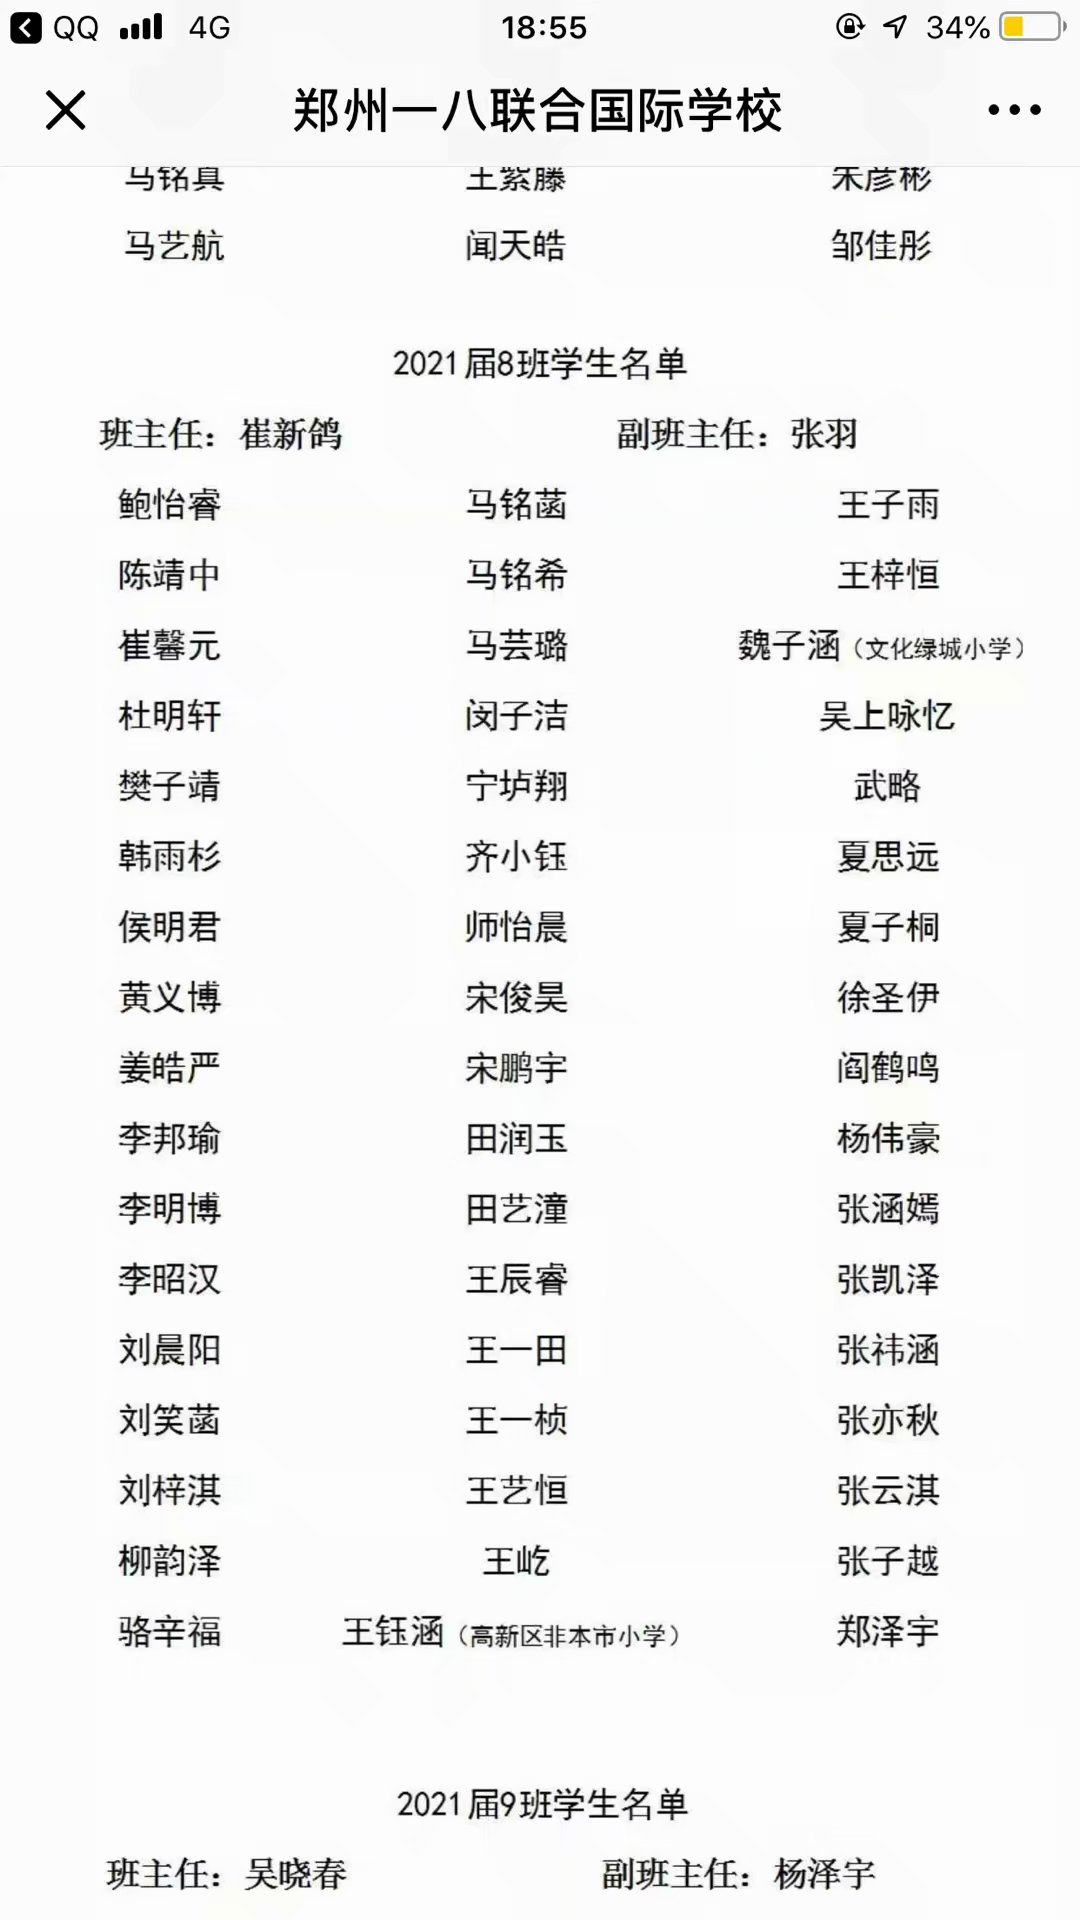 QQ 4G 18:55 34%
郑州一八联合国际学校
马铭真 王紫藤 朱彦彬
马艺航 闻天皓 邹佳彤
2021届8班学生名单
班主任：崔新鸽 副班主任：张羽
鲍怡睿 马铭菡 王子雨
陈靖中 马铭希 王梓恒
崔馨元 马芸璐 魏子涵（文化绿城小学）
杜明轩 闵子洁 吴上咏忆
樊子靖 宁垆翔 武略
韩雨杉 齐小钰 夏思远
侯明君 师怡晨 夏子桐
黄义博 宋俊昊 徐圣伊
姜皓严 宋鹏宇 阎鹤鸣
李邦瑜 田润玉 杨伟豪
李明博 田艺潼 张涵嫣
李昭汉 王辰睿 张凯泽
刘晨阳 王一田 张祎涵
刘笑菡 王一桢 张亦秋
刘梓淇 王艺恒 张云淇
柳韵泽 王屹 张子越
骆辛福 王钰涵（高新区非本市小学） 郑泽宇
2021届9班学生名单
班主任：吴晓春 副班主任：杨泽宇